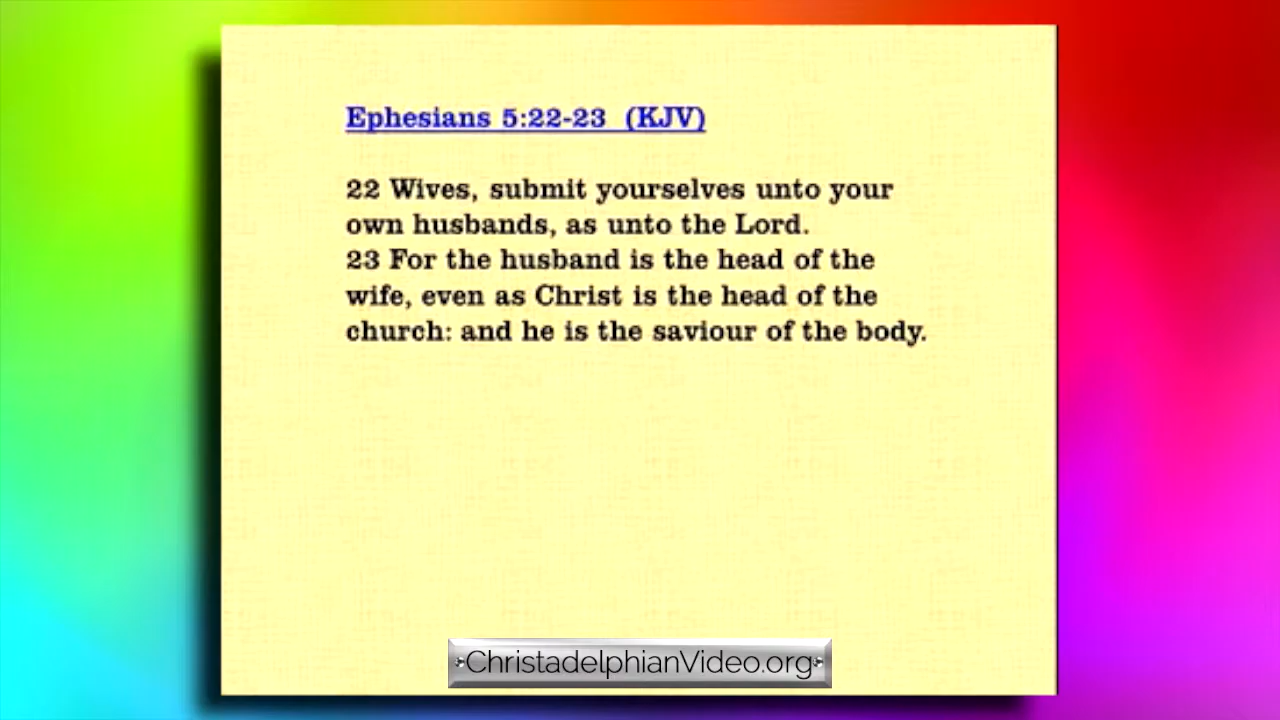 Ephesians 5:22-23 (KJV)
22 Wives, submit yourselves unto your
own husbands, as unto the Lord.
23 For the husband is the head of the
wife, even as Christ is the head of the
church: and he is the saviour of the body.
ChristadelphianVideo.org